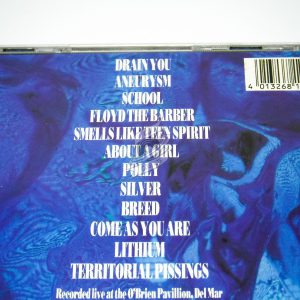 DRAIN YOU
ANEURYSM
SCHOOL
FLOYD THE BARBER
SMELLS LIKE TEEN SPIRIT
ABOUT A GIRL
POLLY
SILVER
BREED
COME AS YOU ARE
LITHIUM
TERRITORIAL PISSINGS
Recorded live at the O'Brien Pavillion, Del Mar
4 013268 1